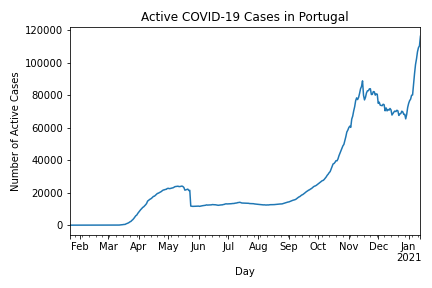 Active COVID-19 Cases in Portugal
120000
100000
80000
60000
40000
20000
0
Number of Active Cases
Feb Mar Apr May Jun Jul Aug Sep Oct Nov Dec Jan
2021
Day